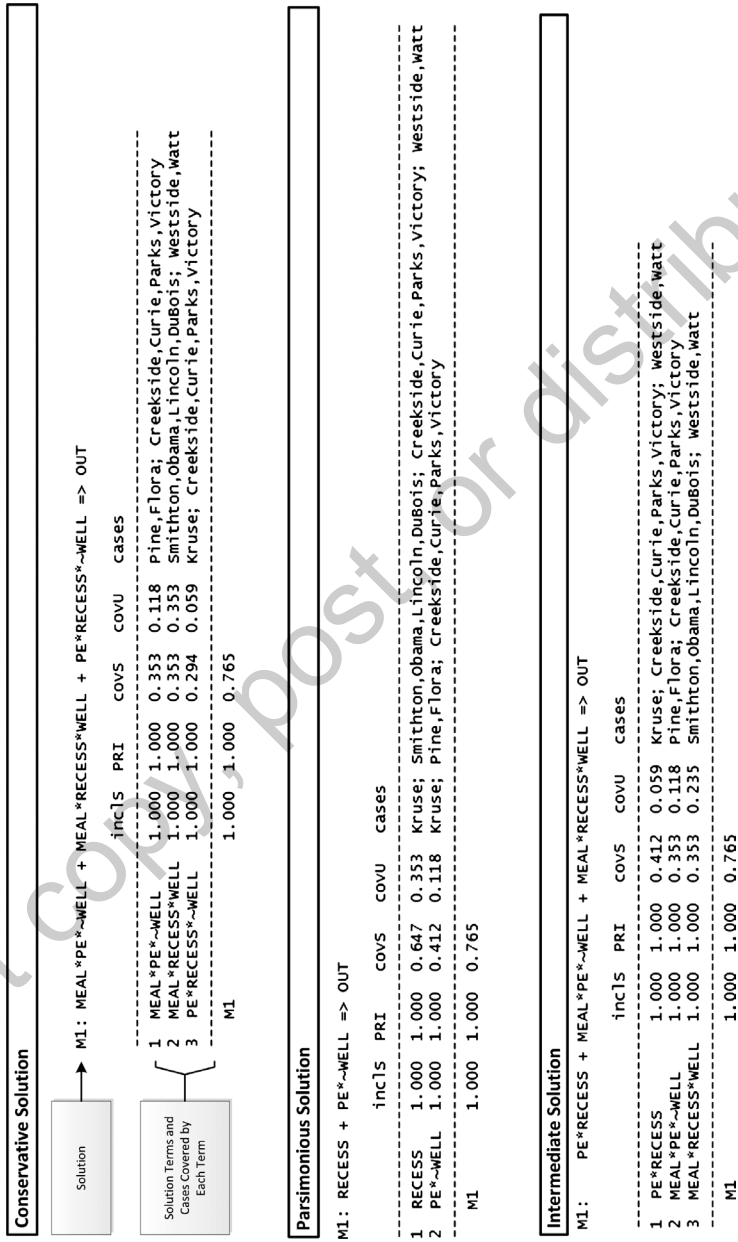 Conservative Solution
Solution
M1: MEAL*PE*~WELL + MEAL*RECESS*WELL + PE*RECESS*~WELL => OUT
inclS PRI covS covU cases
Solution Terms and
Cases Covered by
Each Term
1 MEAL*PE*~WELL 1.000 1.000 0.353 0.118 Pine,Flora; Creekside,Curie,Parks,Victory
2 MEAL*RECESS*WELL 1.000 1.000 0.353 0.353 Smithton,Obama,Lincoln,DuBois; Westside,Watt
3 PE*RECESS*~WELL 1.000 1.000 0.294 0.059 Kruse; Creekside,Curie,Parks,Victory
M1 1.000 1.000 0.765
Parsimonious Solution
M1: RECESS + PE*~WELL => OUT
inclS PRI covS covU cases
1 RECESS 1.000 1.000 0.647 0.353 Kruse; Smithton,Obama,Lincoln,DuBois; Creekside,Curie,Parks,Victory; Westside,Watt
2 PE*~WELL 1.000 1.000 0.412 0.118 Kruse; Pine,Flora; Creekside,Curie,Parks,Victory
M1 1.000 1.000 0.765
Intermediate Solution
M1: PE*RECESS + MEAL*PE*~WELL + MEAL*RECESS*WELL => OUT
inclS PRI covS covU cases
1 PE*RECESS 1.000 1.000 0.412 0.059 Kruse; Creekside,Curie,Parks,Victory; Westside,Watt
2 MEAL*PE*~WELL 1.000 1.000 0.353 0.118 Pine,Flora; Creekside,Curie,Parks,Victory
3 MEAL*RECESS*WELL 1.000 1.000 0.353 0.235 Smithton,Obama,Lincoln,DuBois; Westside,Watt
M1 1.000 1.000 0.765
copy, post, or distrib